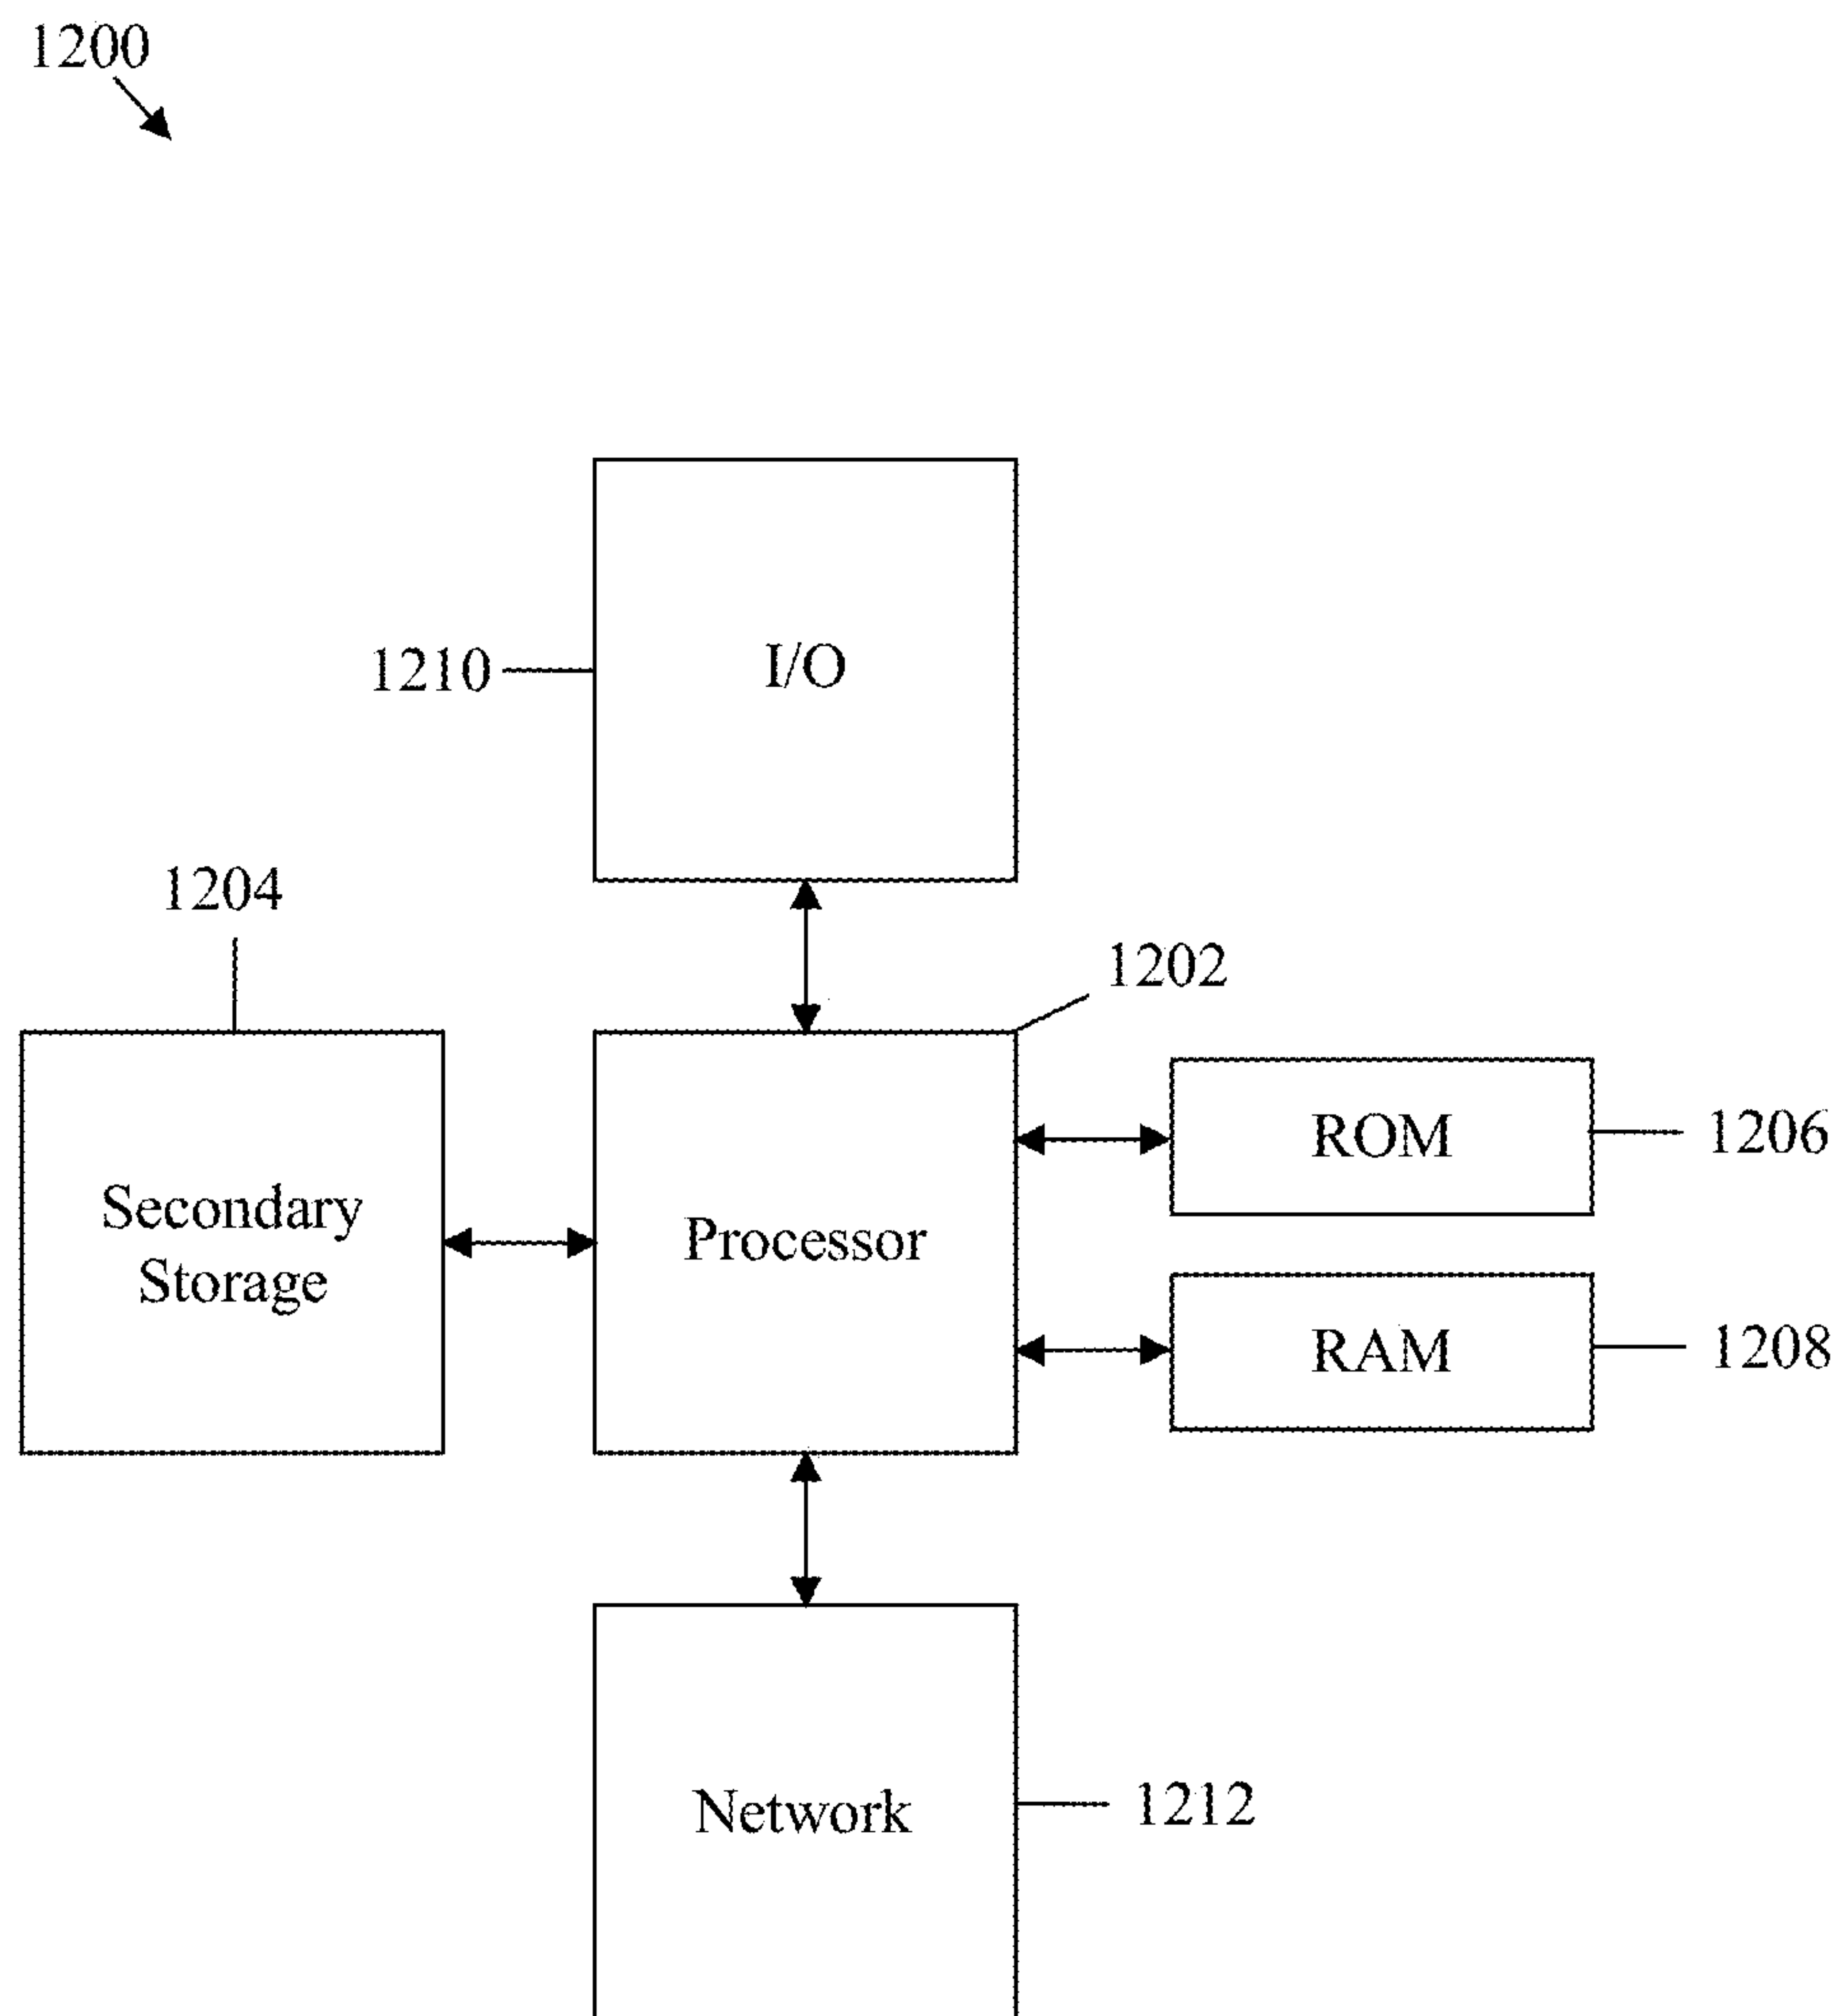 1200
I/O
1210
1204
1202
ROM
1206
Secondary
Storage
Processor
RAM
1208
Network
1212